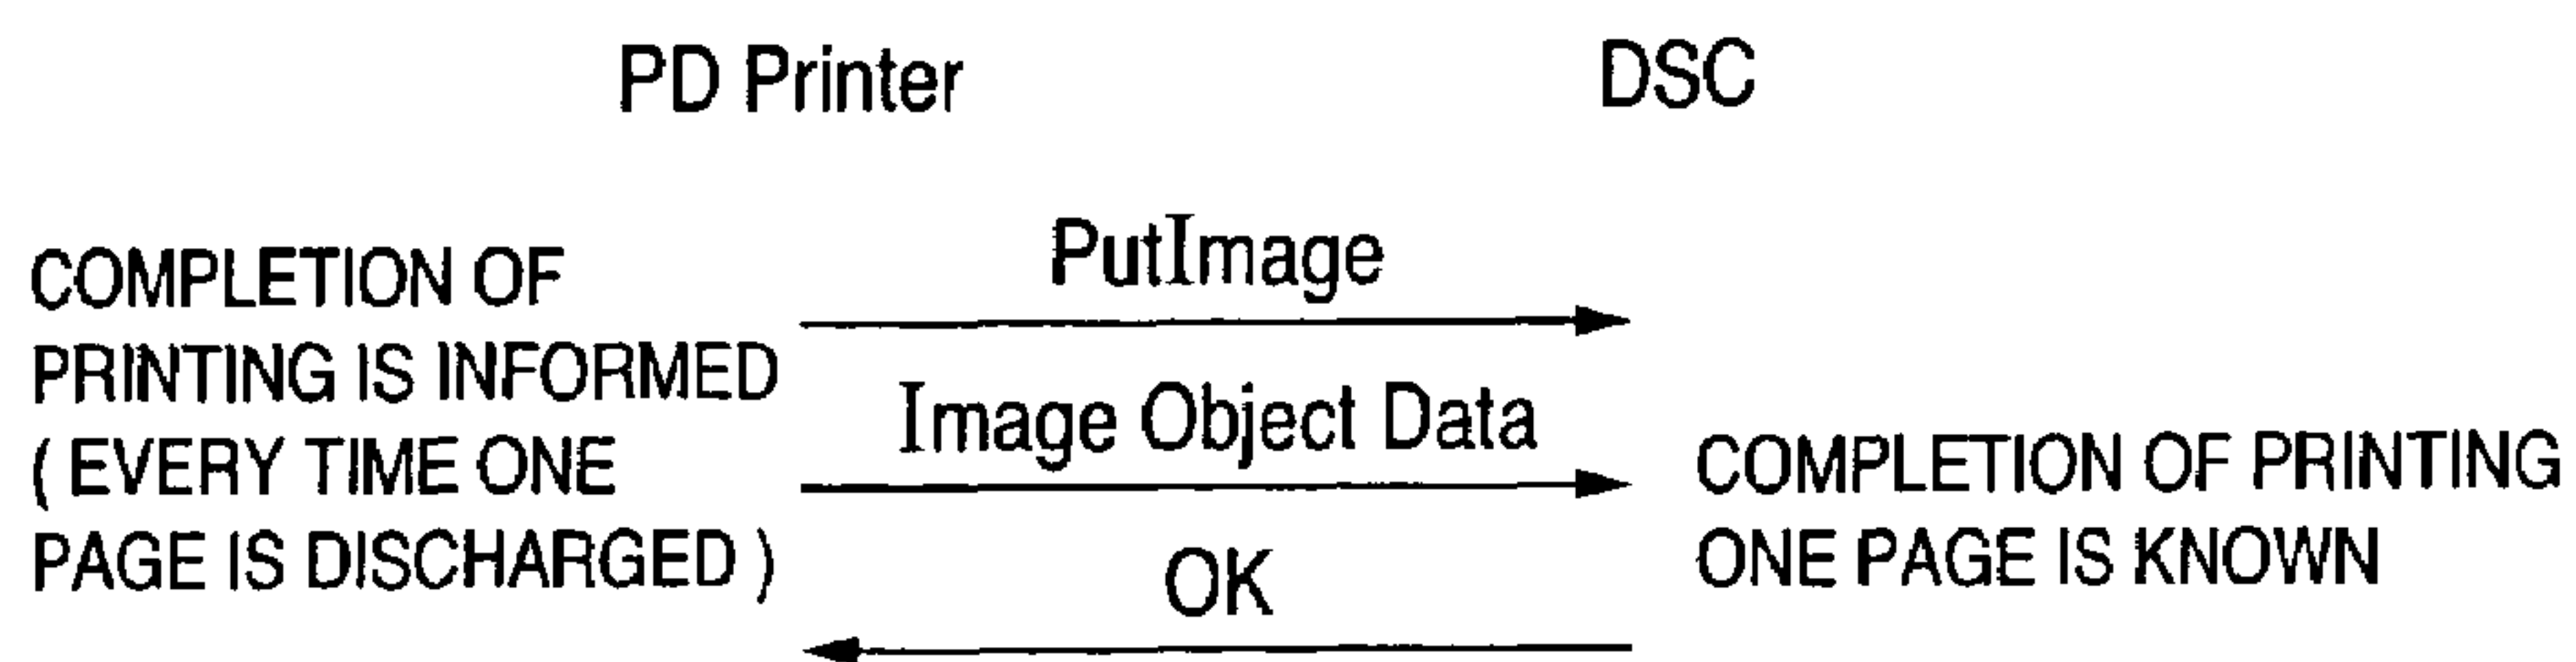 PD Printer
DSC
COMPLETION OF
PRINTING IS INFORMED
( EVERY TIME ONE
PAGE IS DISCHARGED )
PutImage
Image Object Data
OK
COMPLETION OF PRINTING
ONE PAGE IS KNOWN